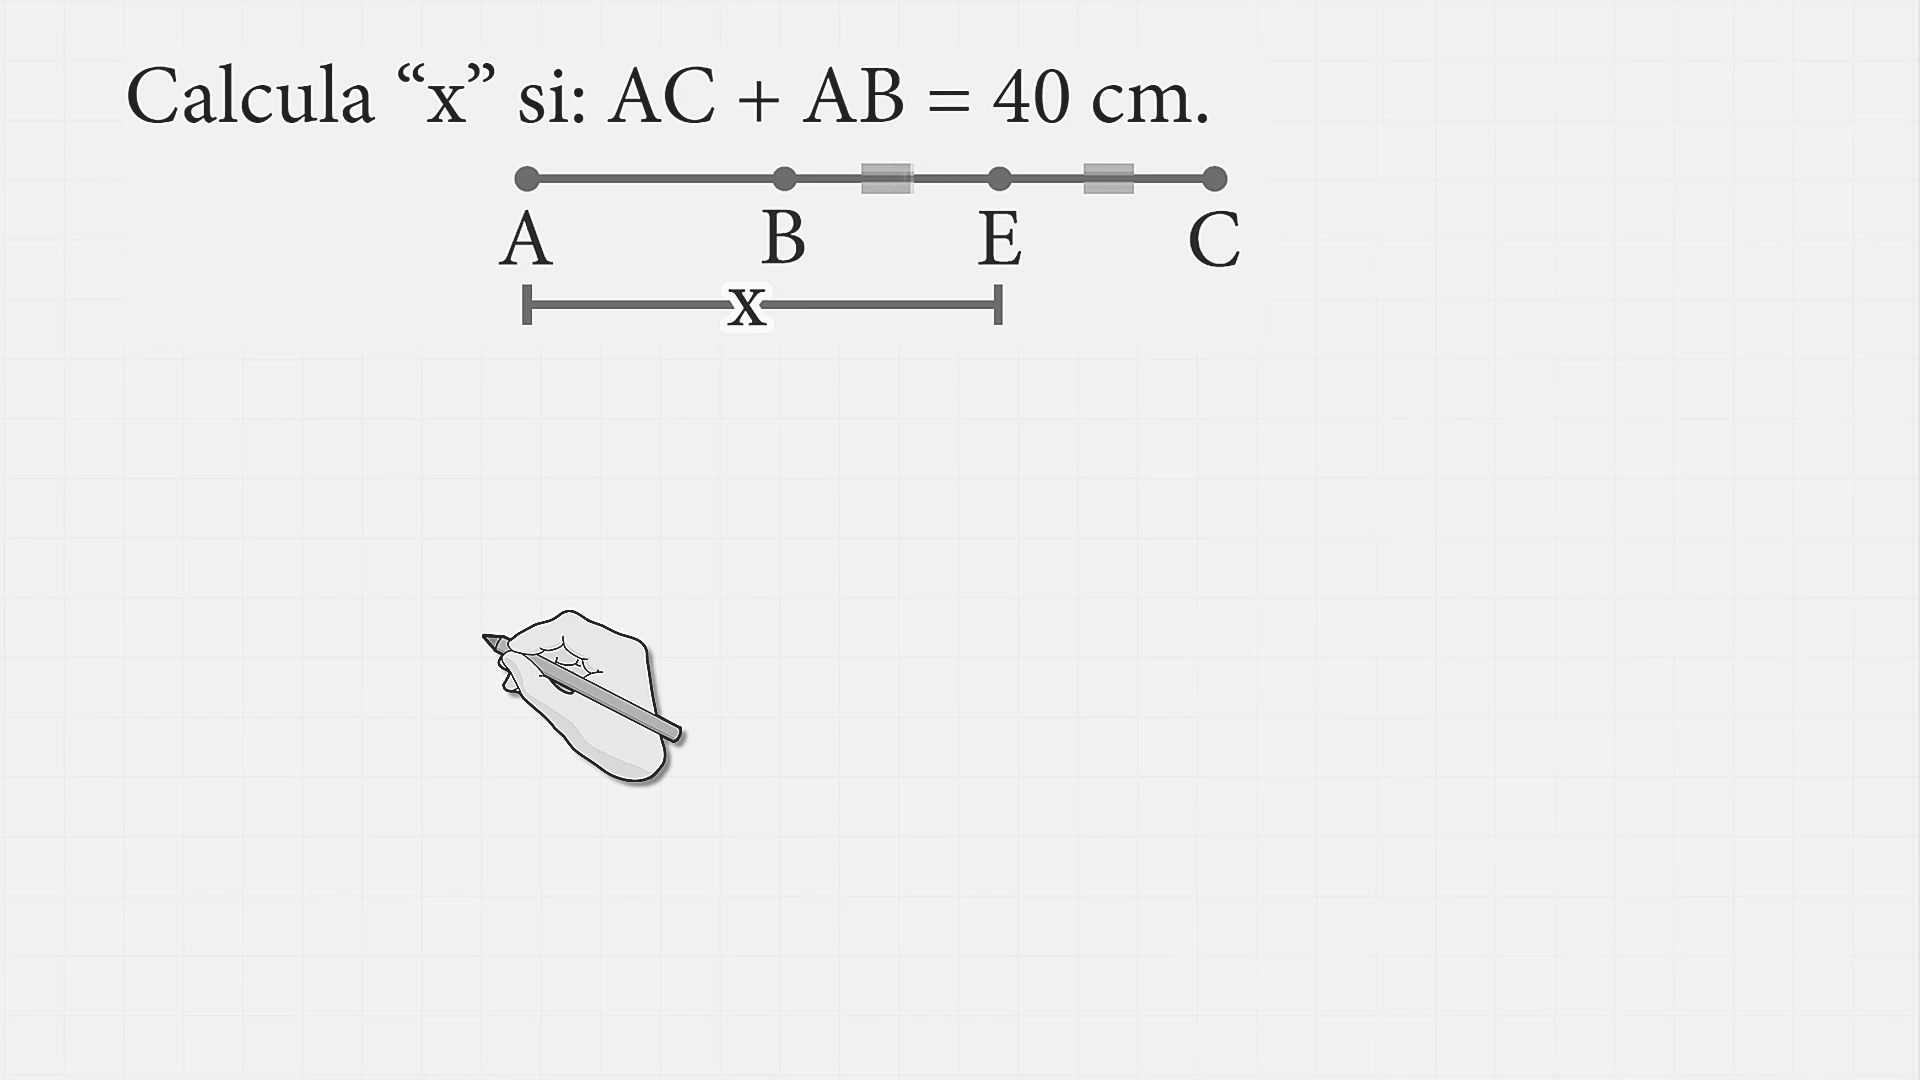 Calcula “x” si: AC + AB = 40 cm.
A B E C
x